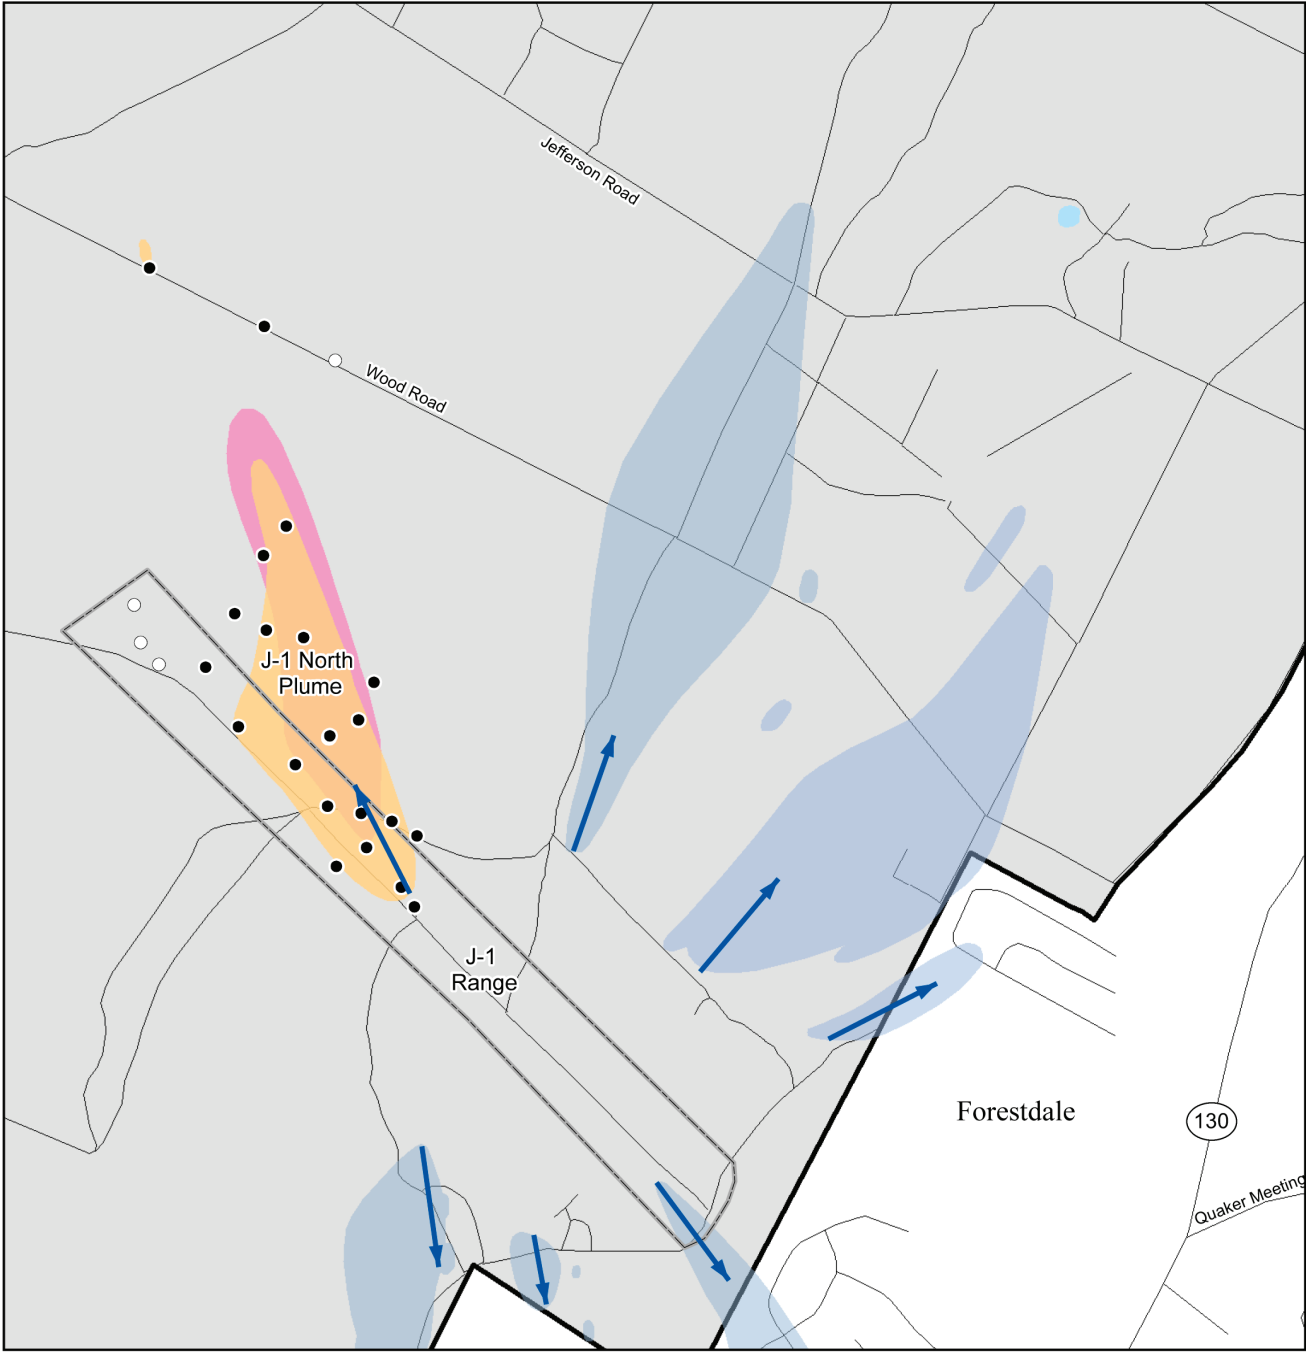 Jefferson Road
Wood Road
J-1 North
Plume
J-1
Range
Forestdale
130
Quaker Meeting